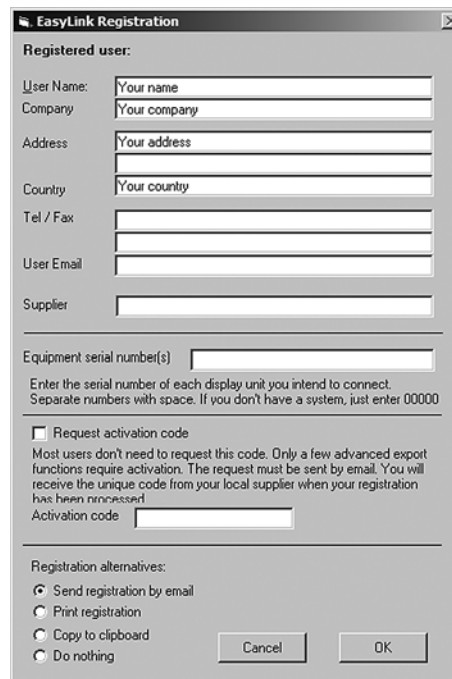 EasyLink Registration
Registered user:
User Name: Your name
Company Your company
Address Your address
Country Your country
Tel / Fax
User Email
Supplier
Equipment serial number(s)
Enter the serial number of each display unit you intend to connect.
Separate numbers with space. If you don't have a system, just enter 00000
Request activation code
Most users don't need to request this code. Only a few advanced export
functions require activation. The request must be sent by email. You will
receive the unique code from your local supplier when your registration
has been processed
Activation code
Registration alternatives:
Send registration by email
Print registration
Copy to clipboard
Do nothing
Cancel OK